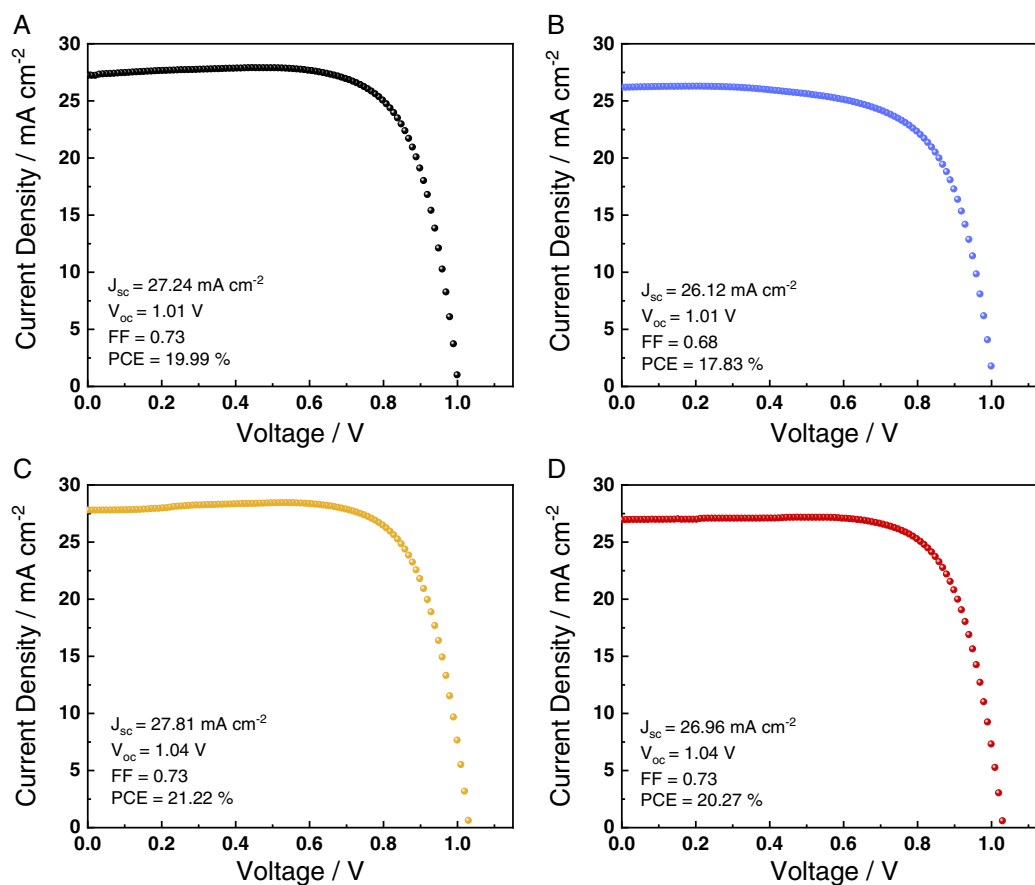 A
30
25
20
15
10
5
0
Current Density / mA cm⁻²
J_sc = 27.24 mA cm⁻²
V_oc = 1.01 V
FF = 0.73
PCE = 19.99 %
0.0 0.2 0.4 0.6 0.8 1.0
Voltage / V
B
30
25
20
15
10
5
0
Current Density / mA cm⁻²
J_sc = 26.12 mA cm⁻²
V_oc = 1.01 V
FF = 0.68
PCE = 17.83 %
0.0 0.2 0.4 0.6 0.8 1.0
Voltage / V
C
30
25
20
15
10
5
0
Current Density / mA cm⁻²
J_sc = 27.81 mA cm⁻²
V_oc = 1.04 V
FF = 0.73
PCE = 21.22 %
0.0 0.2 0.4 0.6 0.8 1.0
Voltage / V
D
30
25
20
15
10
5
0
Current Density / mA cm⁻²
J_sc = 26.96 mA cm⁻²
V_oc = 1.04 V
FF = 0.73
PCE = 20.27 %
0.0 0.2 0.4 0.6 0.8 1.0
Voltage / V